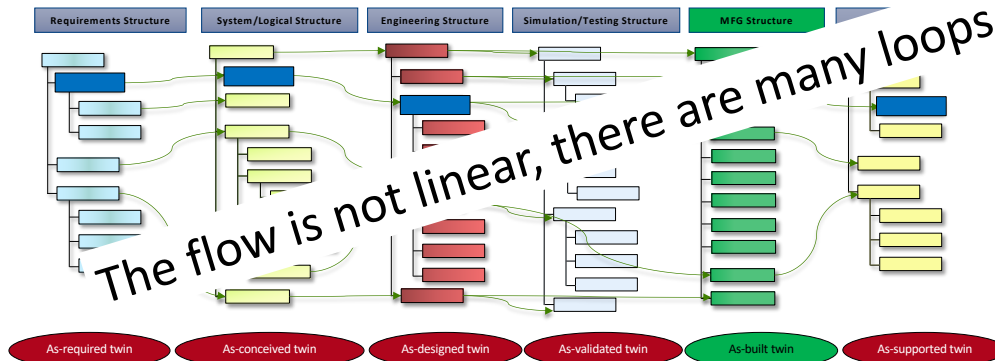 Requirements Structure
System/Logical Structure
Engineering Structure
Simulation/Testing Structure
MFG Structure
The flow is not linear, there are many loops
As-required twin
As-conceived twin
As-designed twin
As-validated twin
As-built twin
As-supported twin